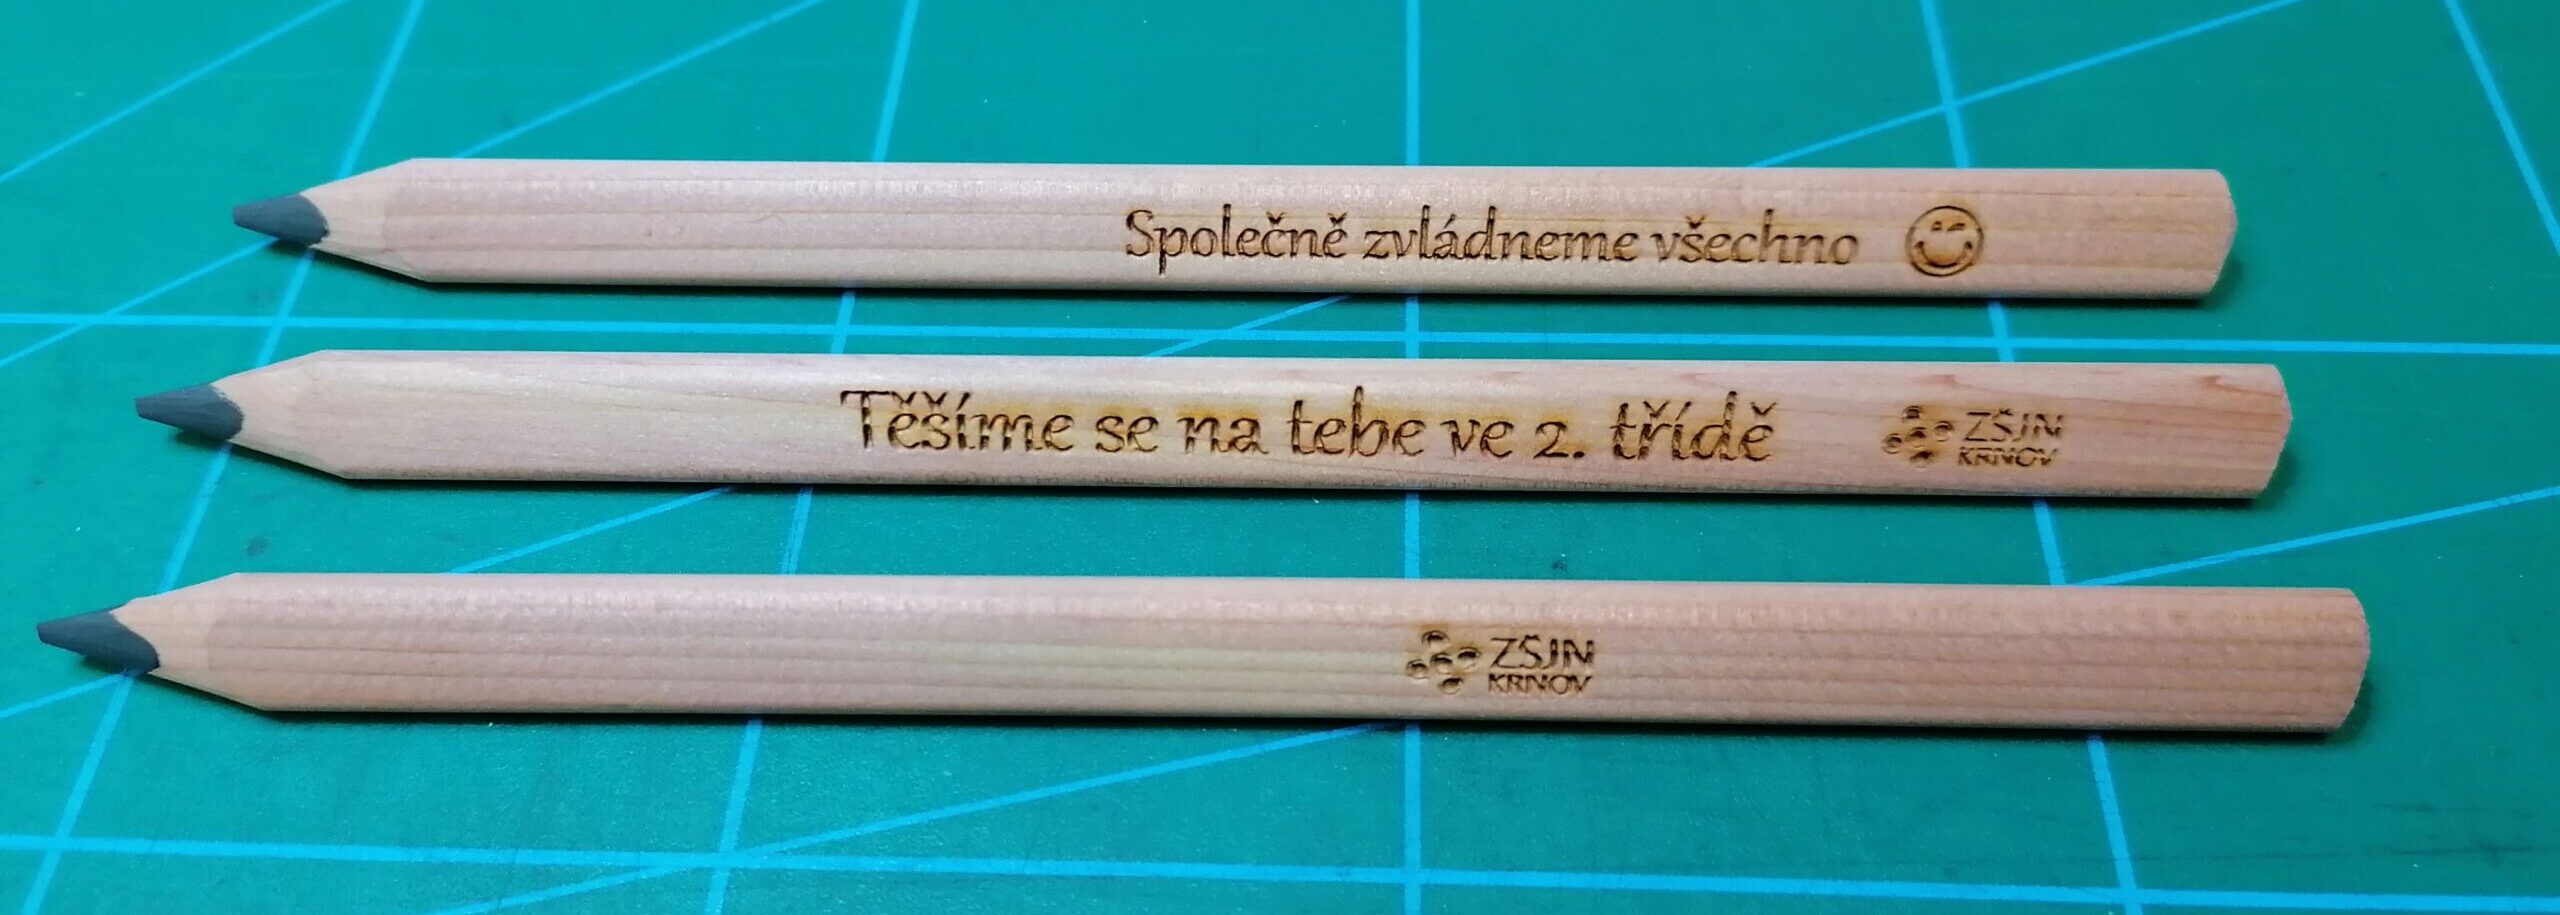 Společně zvládneme všechno
Těšíme se na tebe ve 2. třídě
ZŠJN
KRNOV
ZŠJN
KRNOV